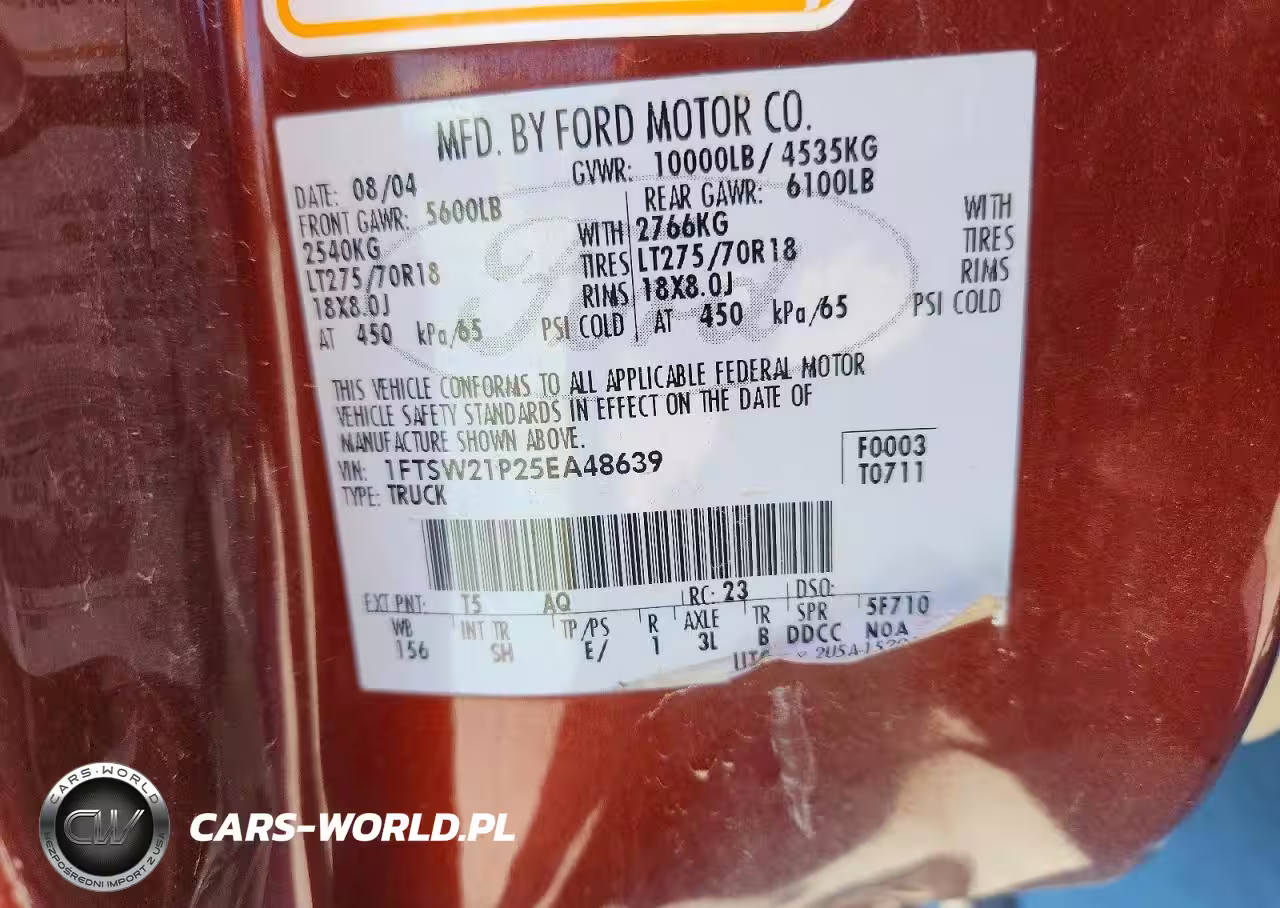 MFD. BY FORD MOTOR CO.
DATE: 08/04 GVWR: 10000LB/ 4535KG
FRONT GAWR: 5600LB REAR GAWR: 6100LB
2540KG WITH 2766KG WITH
LT275/70R18 TIRES LT275/70R18 TIRES
18X8.0J RIMS 18X8.0J RIMS
AT 450 kPa/65 PSI COLD AT 450 kPa/65 PSI COLD
Ford
THIS VEHICLE CONFORMS TO ALL APPLICABLE FEDERAL MOTOR
VEHICLE SAFETY STANDARDS IN EFFECT ON THE DATE OF
MANUFACTURE SHOWN ABOVE.
VIN: 1FTSW21P25EA48639
F0003
T0711
TYPE: TRUCK
EXT PNT: T5 AQ RC: 23 DSO:
WB INT TR TP/PS R AXLE TR SPR 5F710
156 SH E/ 1 3L B DDCC NOA
CARS-WORLD
CW
BEZPOŚREDNI IMPORT Z USA
CARS-WORLD.PL